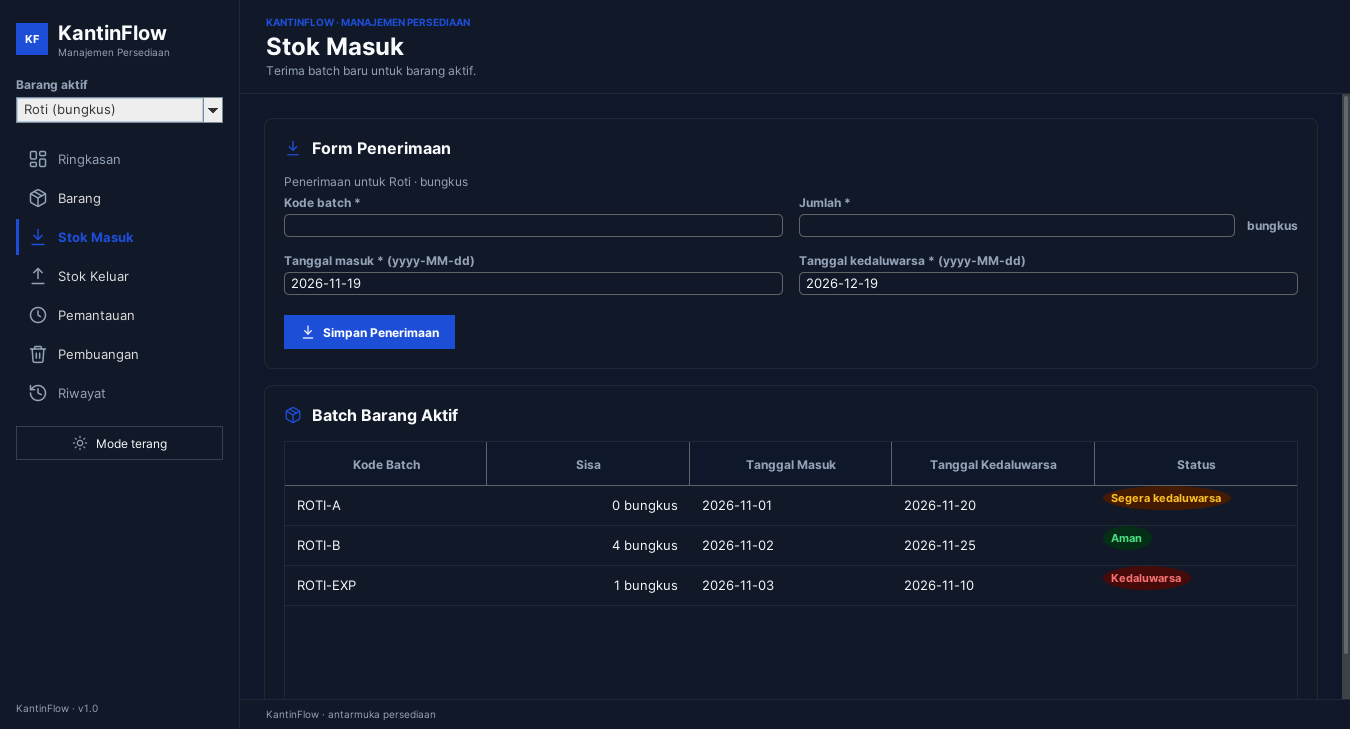 KF
KantinFlow
Manajemen Persediaan
Barang aktif
Roti (bungkus)
Ringkasan
Barang
Stok Masuk
Stok Keluar
Pemantauan
Pembuangan
Riwayat
Mode terang
KantinFlow · v1.0
KANTINFLOW · MANAJEMEN PERSEDIAAN
Stok Masuk
Terima batch baru untuk barang aktif.
Form Penerimaan
Penerimaan untuk Roti · bungkus
Kode batch * Jumlah *
bungkus
Tanggal masuk * (yyyy-MM-dd) Tanggal kedaluwarsa * (yyyy-MM-dd)
2026-11-19 2026-12-19
Simpan Penerimaan
Batch Barang Aktif
Kode Batch Sisa Tanggal Masuk Tanggal Kedaluwarsa Status
ROTI-A 0 bungkus 2026-11-01 2026-11-20 Segera kedaluwarsa
ROTI-B 4 bungkus 2026-11-02 2026-11-25 Aman
ROTI-EXP 1 bungkus 2026-11-03 2026-11-10 Kedaluwarsa
KantinFlow · antarmuka persediaan